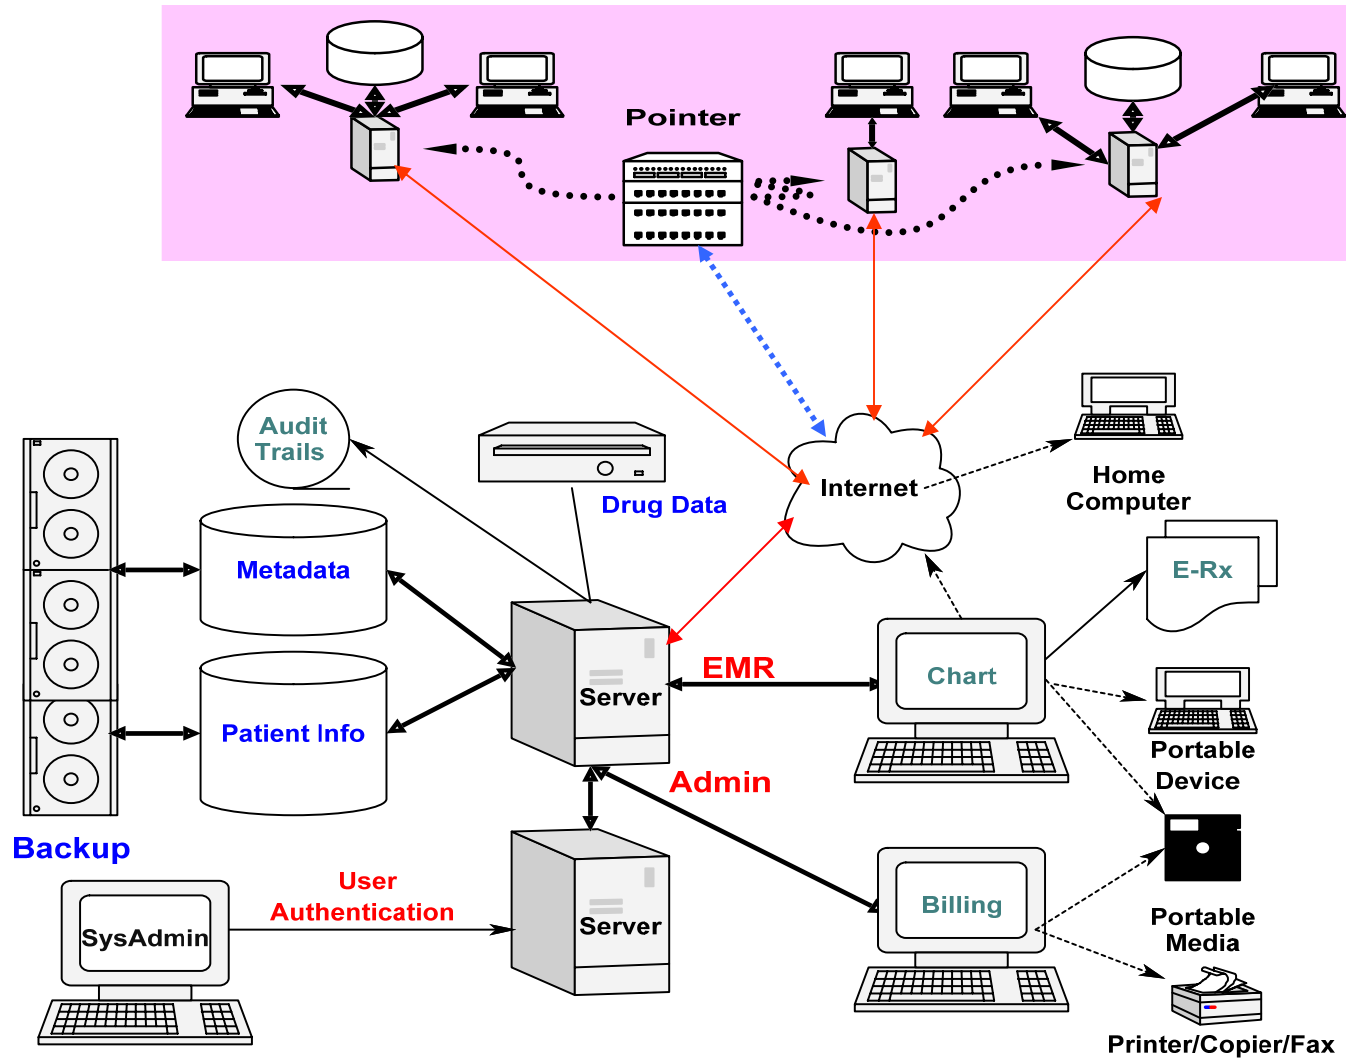 Pointer
Audit
Trails
Drug Data
Internet
Home
Computer
Metadata
E-Rx
EMR
Chart
Server
Patient Info
Portable
Device
Admin
Backup
User
Authentication
SysAdmin
Server
Billing
Portable
Media
Printer/Copier/Fax